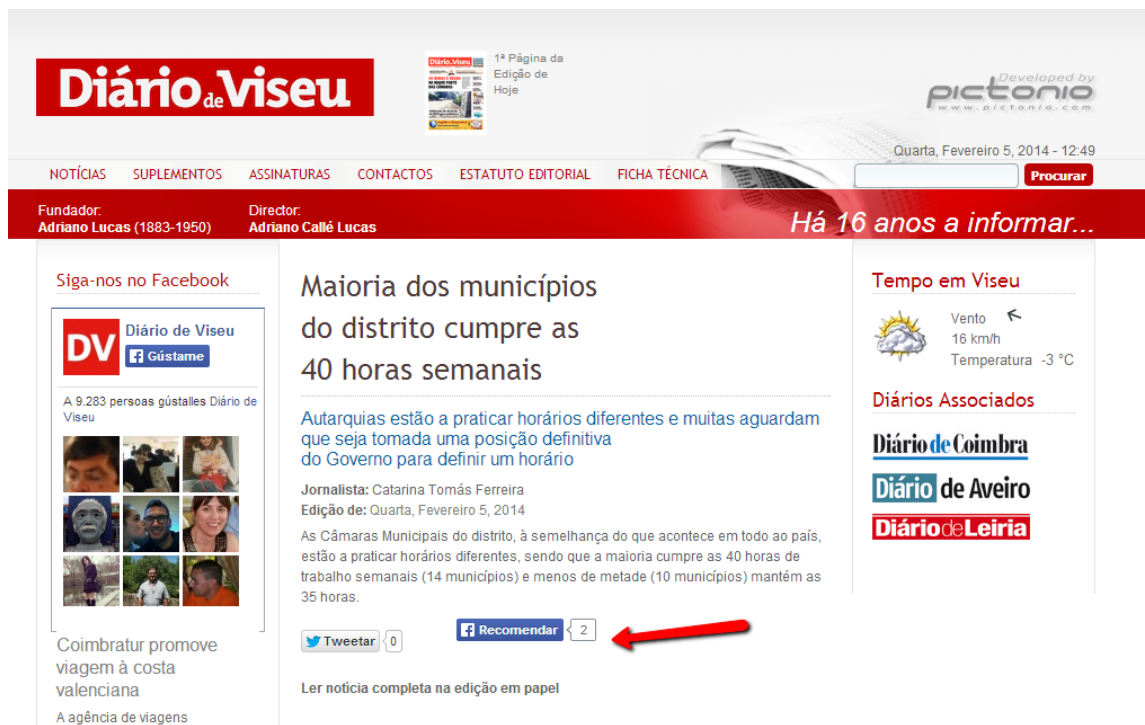 Diário de Viseu
1ª Página da
Edição de
Hoje
Developed by
pictonio
www.pictonio.com
Quarta, Fevereiro 5, 2014 - 12:49
NOTÍCIAS SUPLEMENTOS ASSINATURAS CONTACTOS ESTATUTO EDITORIAL FICHA TÉCNICA
Procurar
Fundador:
Adriano Lucas (1883-1950)
Director:
Adriano Callé Lucas
Há 16 anos a informar...
Siga-nos no Facebook
DV
Diário de Viseu
Gústame
A 9.283 persoas gústalles Diário de
Viseu
Coimbratur promove
viagem à costa
valenciana
A agência de viagens
Maioria dos municípios
do distrito cumpre as
40 horas semanais
Autarquias estão a praticar horários diferentes e muitas aguardam
que seja tomada uma posição definitiva
do Governo para definir um horário
Jornalista: Catarina Tomás Ferreira
Edição de: Quarta, Fevereiro 5, 2014
As Câmaras Municipais do distrito, à semelhança do que acontece em todo ao país,
estão a praticar horários diferentes, sendo que a maioria cumpre as 40 horas de
trabalho semanais (14 municípios) e menos de metade (10 municípios) mantém as
35 horas.
Tweetar 0
Recomendar 2
Ler notícia completa na edição em papel
Tempo em Viseu
Vento
16 km/h
Temperatura -3 °C
Diários Associados
Diário de Coimbra
Diário de Aveiro
Diário de Leiria